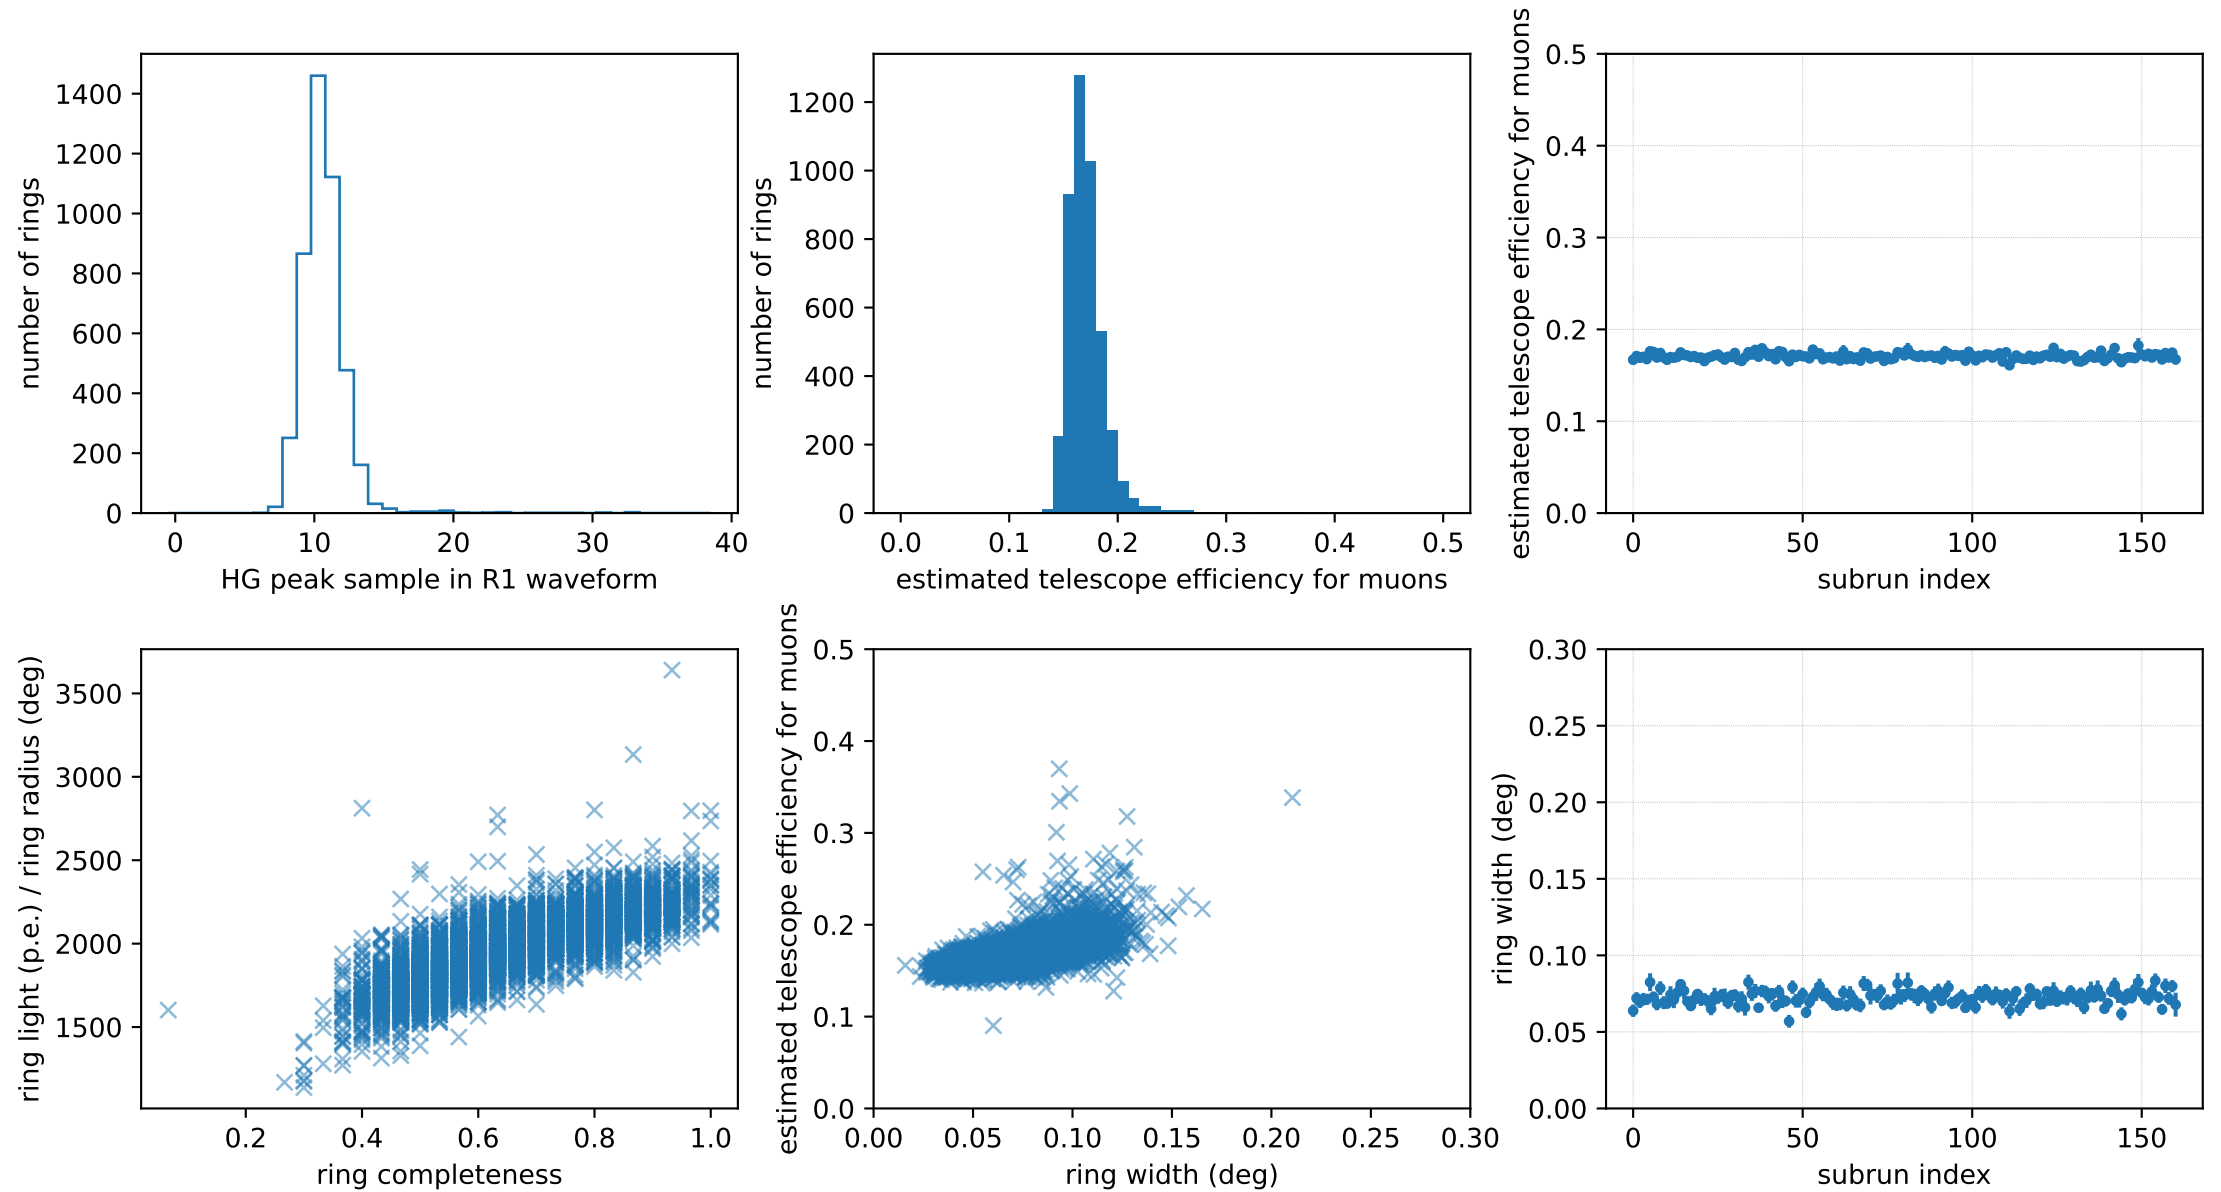 1400
1200
1000
800
600
400
200
0
number of rings
0 10 20 30 40
HG peak sample in R1 waveform
1200
1000
800
600
400
200
0
number of rings
0.0 0.1 0.2 0.3 0.4 0.5
estimated telescope efficiency for muons
0.5
0.4
0.3
0.2
0.1
0.0
estimated telescope efficiency for muons
0 50 100 150
subrun index
3500
3000
2500
2000
1500
ring light (p.e.) / ring radius (deg)
0.2 0.4 0.6 0.8 1.0
ring completeness
0.5
0.4
0.3
0.2
0.1
0.0
estimated telescope efficiency for muons
0.00 0.05 0.10 0.15 0.20 0.25 0.30
ring width (deg)
0.30
0.25
0.20
0.15
0.10
0.05
0.00
ring width (deg)
0 50 100 150
subrun index